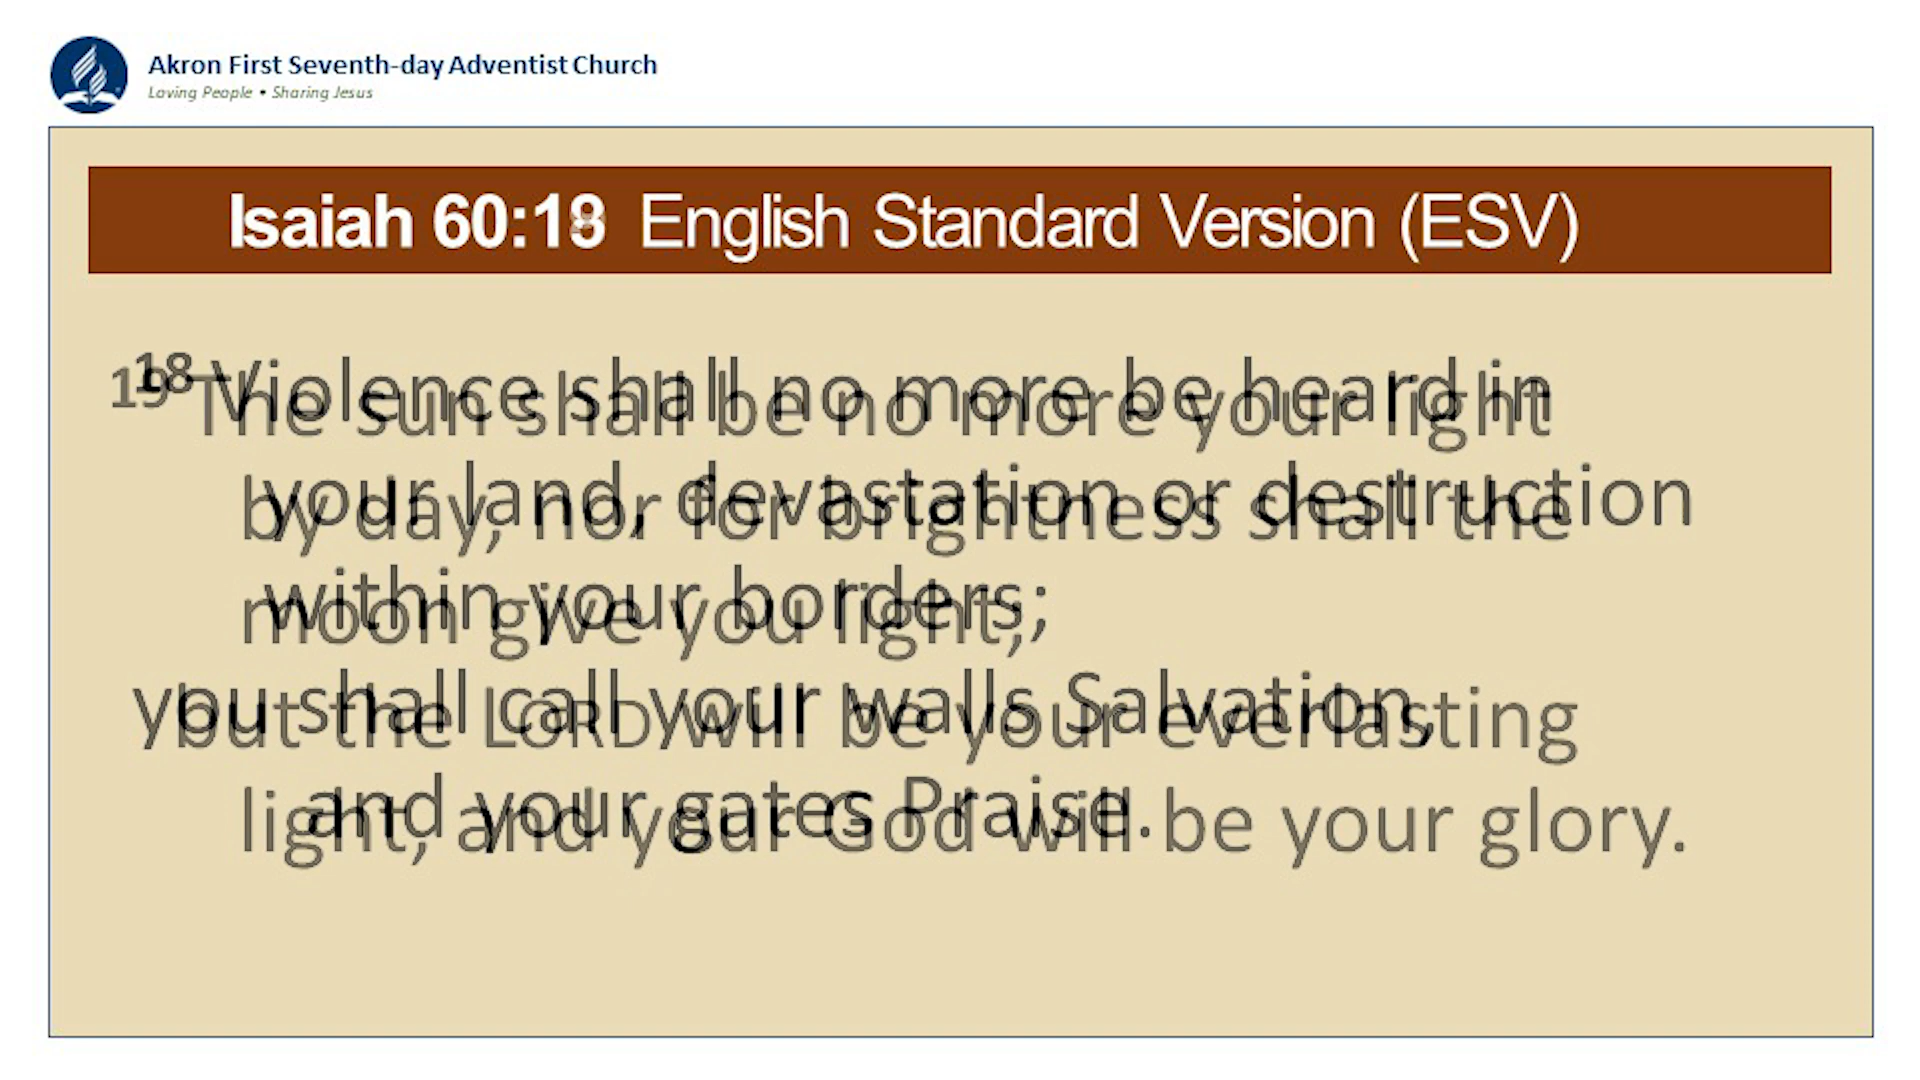 Akron First Seventh-day Adventist Church
Loving People • Sharing Jesus
Isaiah 60:18 English Standard Version (ESV)
18 Violence shall no more be heard in
your land, devastation or destruction
within your borders;
you shall call your walls Salvation,
and your gates Praise.
19 The sun shall be no more your light
by day, nor for brightness shall the
moon give you light;
but the LORD will be your everlasting
light, and your God will be your glory.